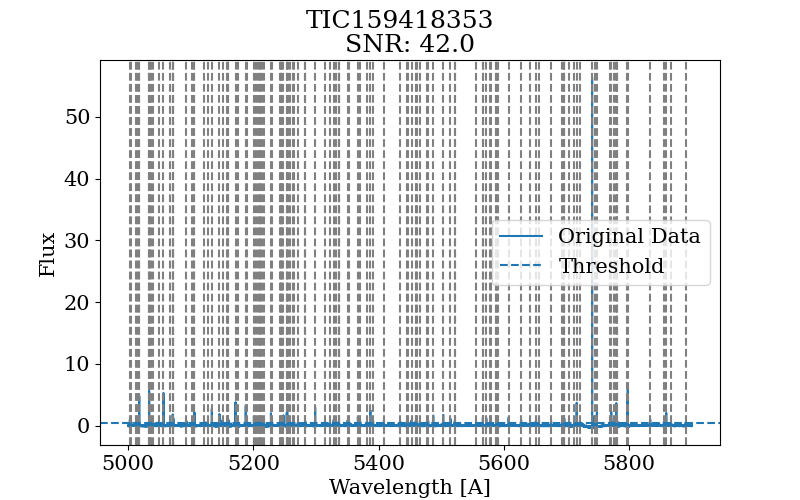 TIC159418353
SNR: 42.0
50
40
30
20
10
0
Flux
Original Data
Threshold
5000 5200 5400 5600 5800
Wavelength [A]